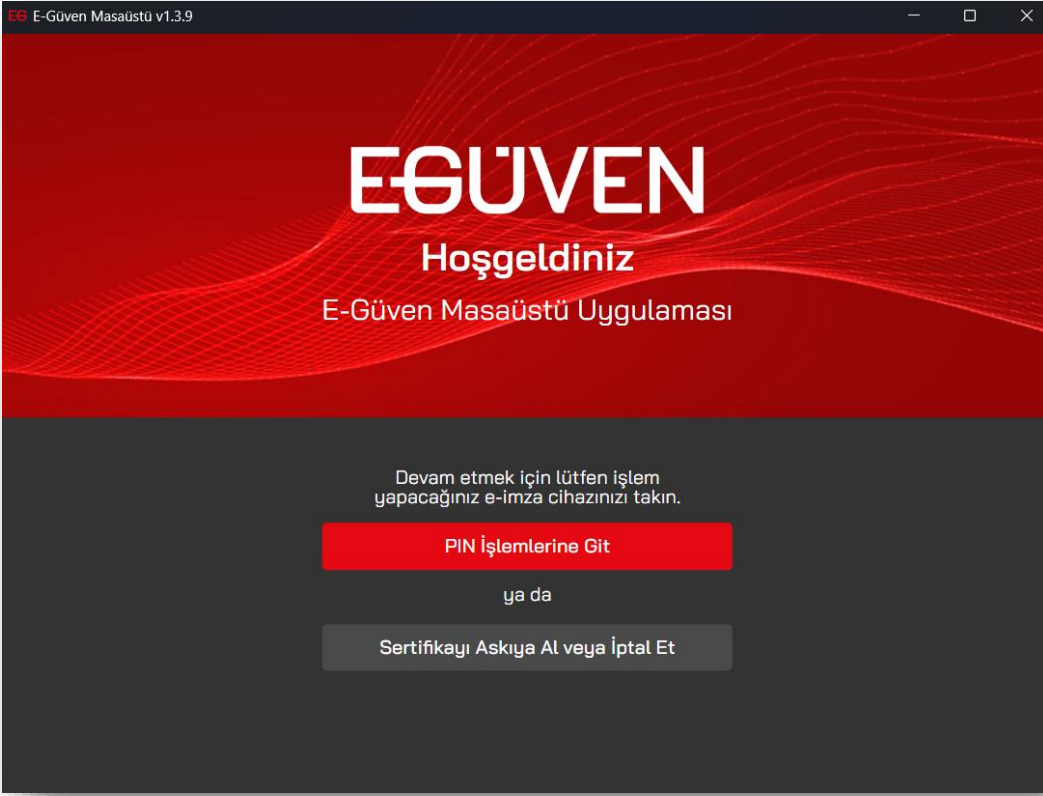 EG E-Güven Masaüstü v1.3.9
EGÜVEN
Hoşgeldiniz
E-Güven Masaüstü Uygulaması
Devam etmek için lütfen işlem
yapacağınız e-imza cihazınızı takın.
PIN İşlemlerine Git
ya da
Sertifikayı Askıya Al veya İptal Et